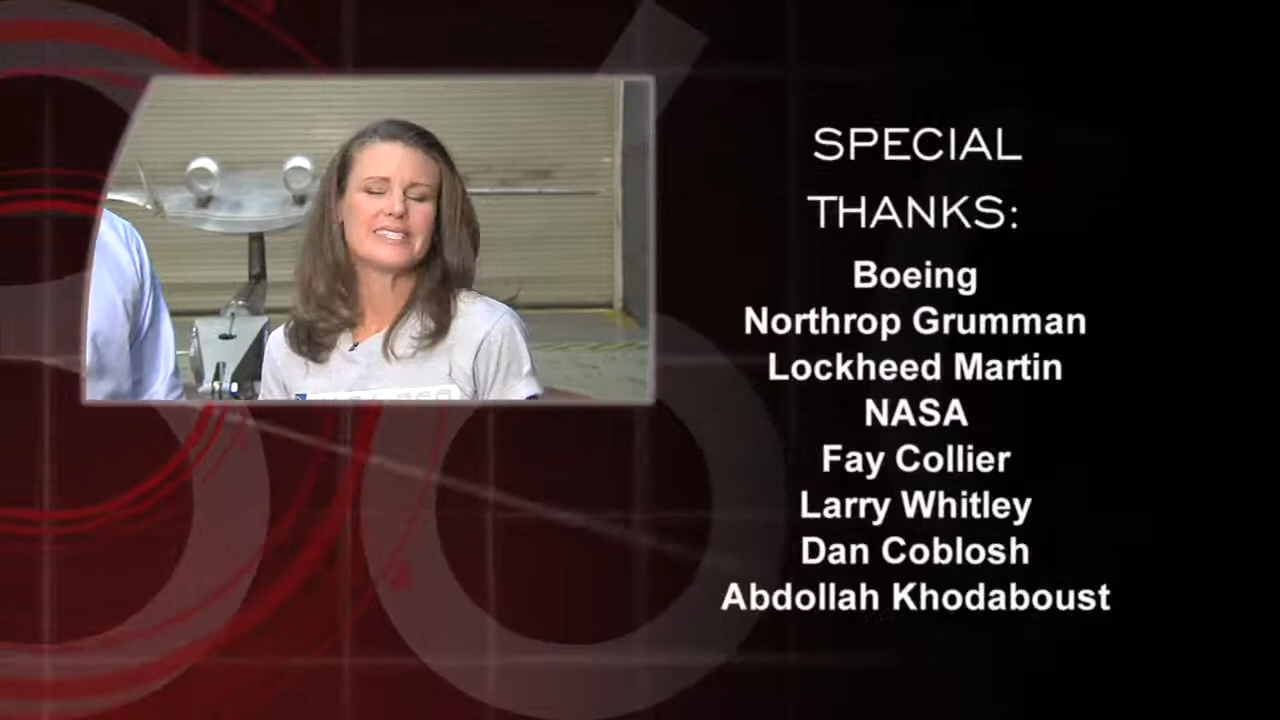 SPECIAL
THANKS:
Boeing
Northrop Grumman
Lockheed Martin
NASA
Fay Collier
Larry Whitley
Dan Coblosh
Abdollah Khodaboust